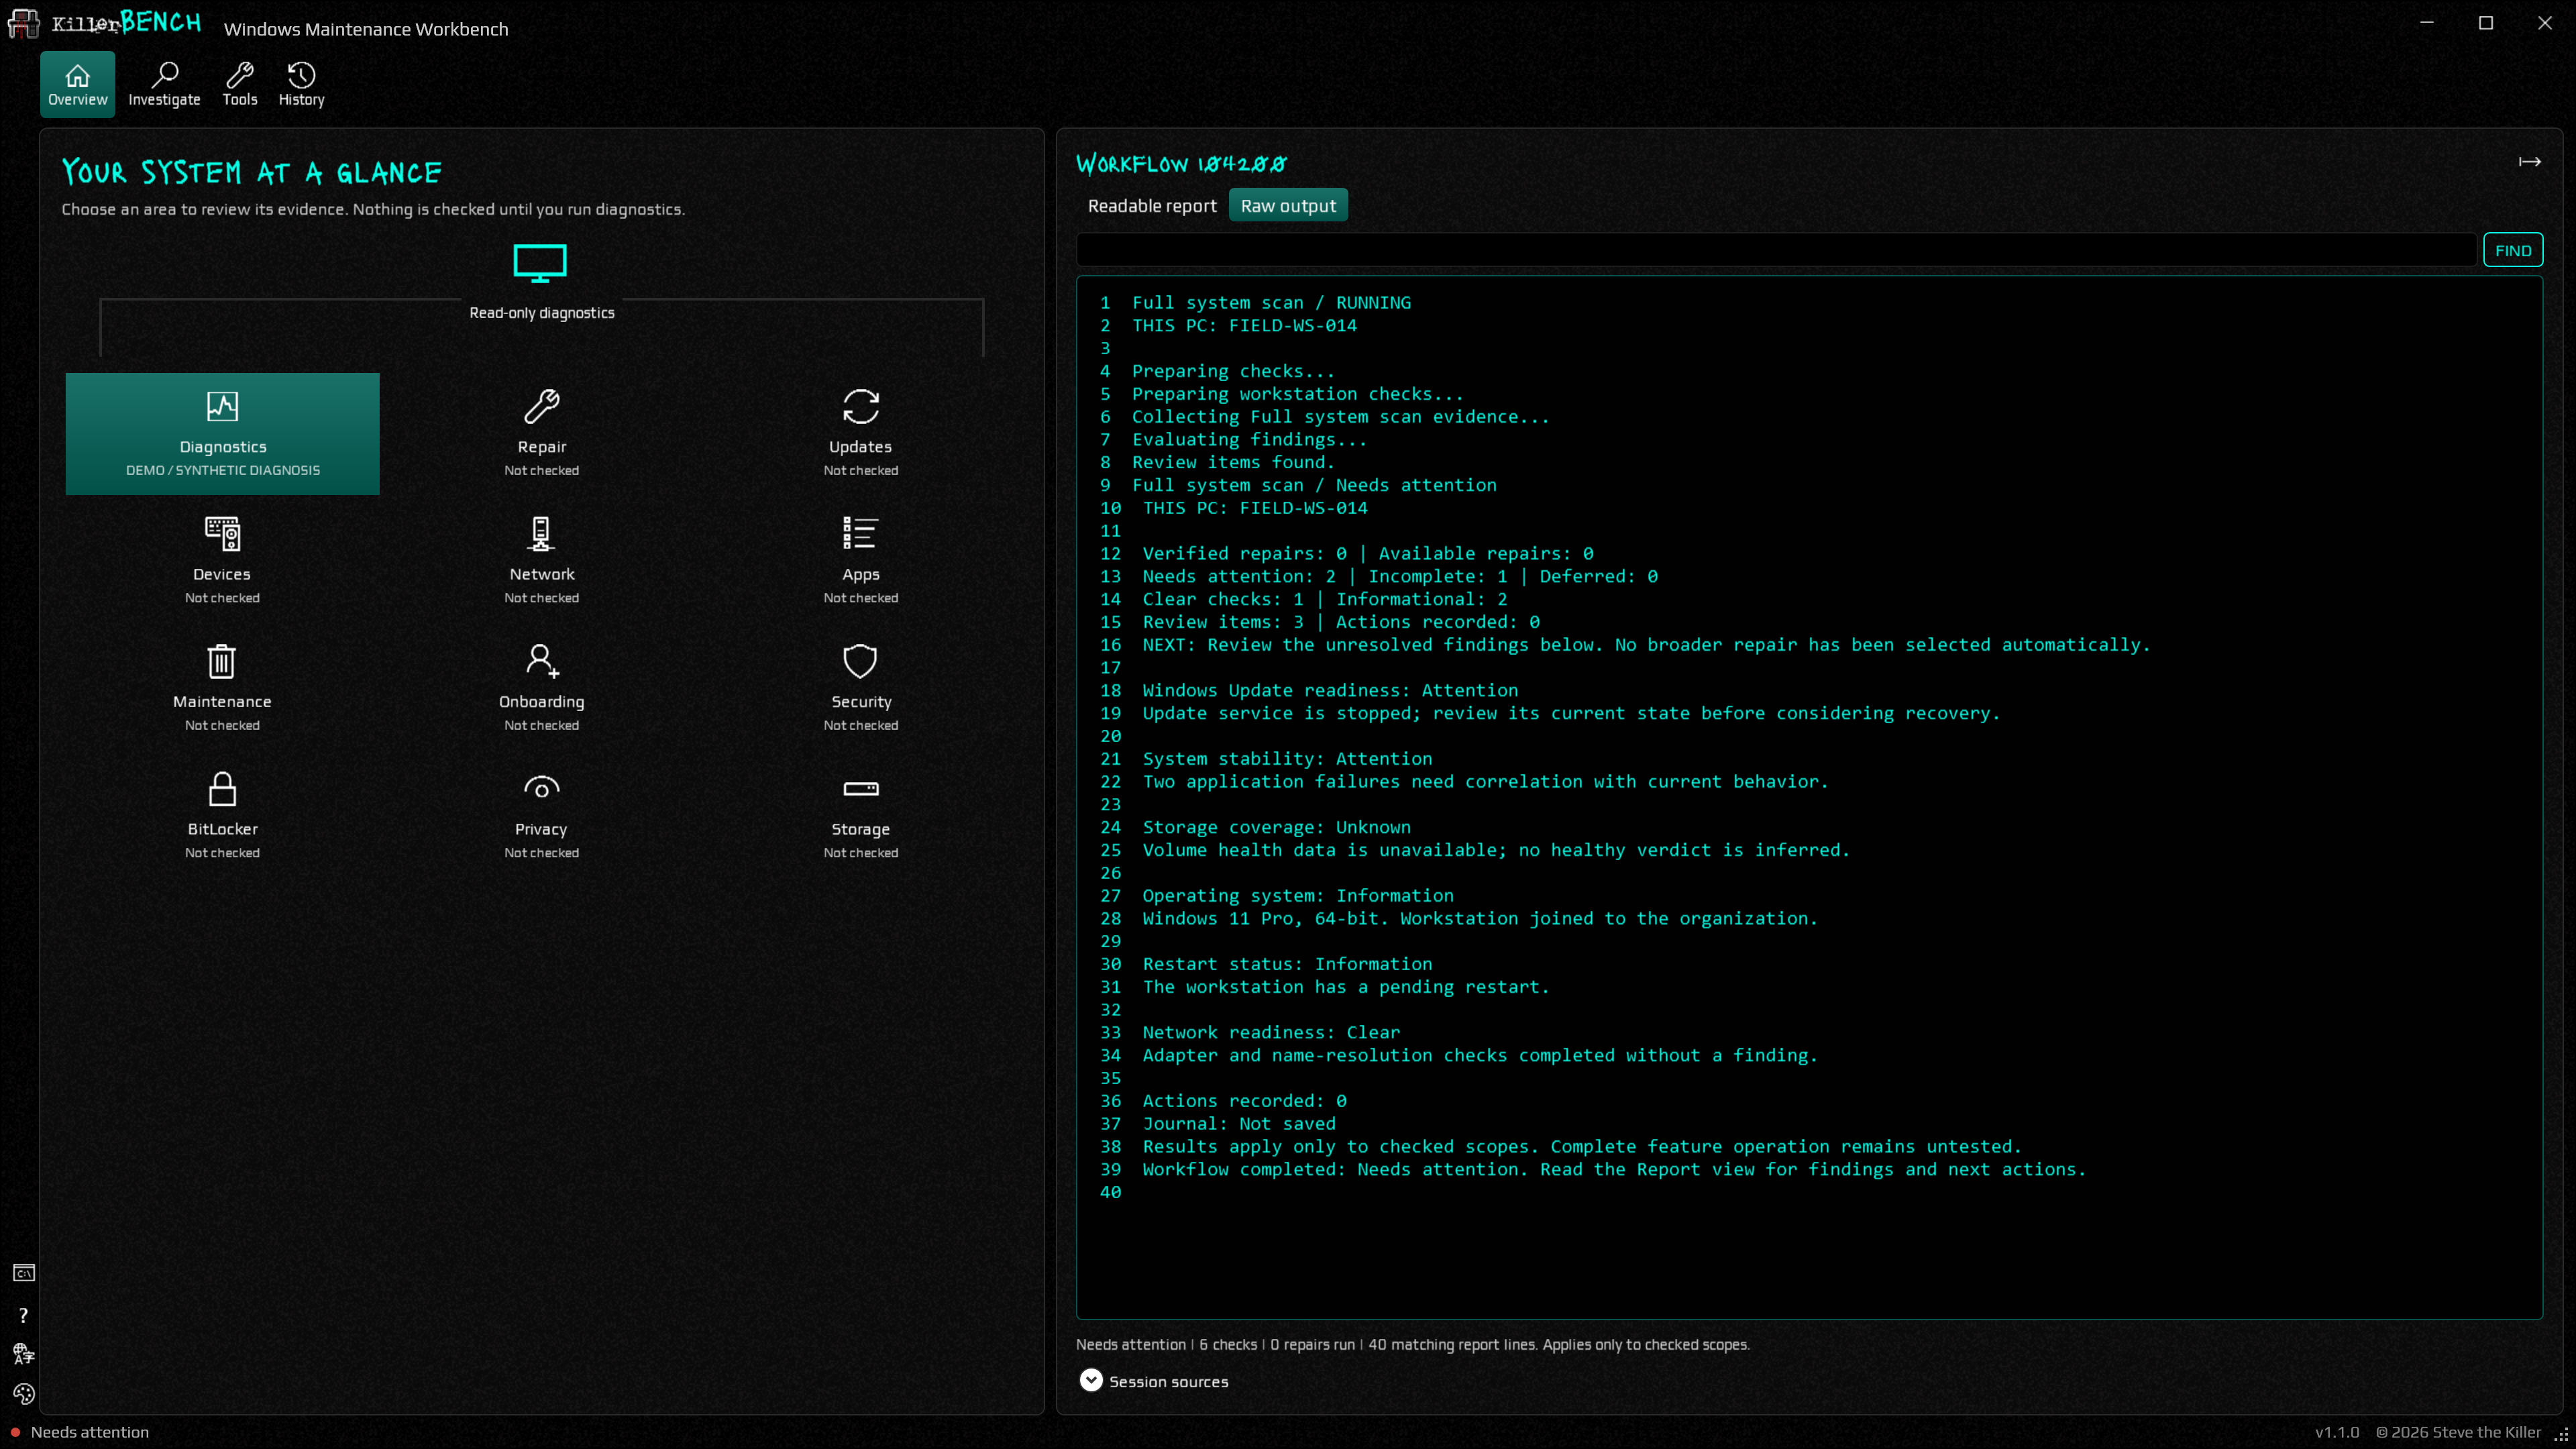 KillerBENCH Windows Maintenance Workbench
Overview Investigate Tools History
YOUR SYSTEM AT A GLANCE
Choose an area to review its evidence. Nothing is checked until you run diagnostics.
Read-only diagnostics
Diagnostics
DEMO / SYNTHETIC DIAGNOSIS
Repair
Not checked
Updates
Not checked
Devices
Not checked
Network
Not checked
Apps
Not checked
Maintenance
Not checked
Onboarding
Not checked
Security
Not checked
BitLocker
Not checked
Privacy
Not checked
Storage
Not checked
WORKFLOW 104200
Readable report Raw output
FIND
1 Full system scan / RUNNING
2 THIS PC: FIELD-WS-014
3
4 Preparing checks...
5 Preparing workstation checks...
6 Collecting Full system scan evidence...
7 Evaluating findings...
8 Review items found.
9 Full system scan / Needs attention
10 THIS PC: FIELD-WS-014
11
12 Verified repairs: 0 | Available repairs: 0
13 Needs attention: 2 | Incomplete: 1 | Deferred: 0
14 Clear checks: 1 | Informational: 2
15 Review items: 3 | Actions recorded: 0
16 NEXT: Review the unresolved findings below. No broader repair has been selected automatically.
17
18 Windows Update readiness: Attention
19 Update service is stopped; review its current state before considering recovery.
20
21 System stability: Attention
22 Two application failures need correlation with current behavior.
23
24 Storage coverage: Unknown
25 Volume health data is unavailable; no healthy verdict is inferred.
26
27 Operating system: Information
28 Windows 11 Pro, 64-bit. Workstation joined to the organization.
29
30 Restart status: Information
31 The workstation has a pending restart.
32
33 Network readiness: Clear
34 Adapter and name-resolution checks completed without a finding.
35
36 Actions recorded: 0
37 Journal: Not saved
38 Results apply only to checked scopes. Complete feature operation remains untested.
39 Workflow completed: Needs attention. Read the Report view for findings and next actions.
40
Needs attention | 6 checks | 0 repairs run | 40 matching report lines. Applies only to checked scopes.
Session sources
C:\
?
A字
Needs attention
v1.1.0 © 2026 Steve the Killer